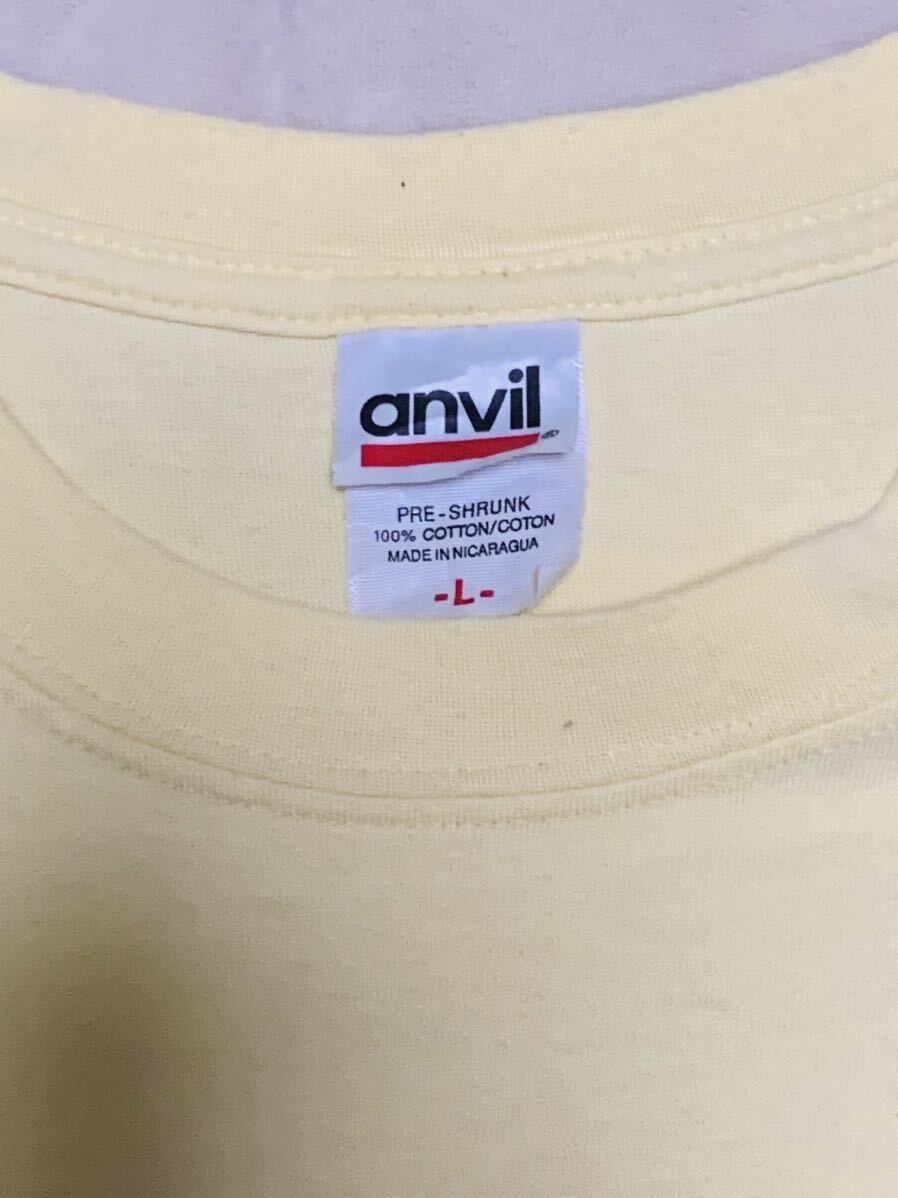 anvil®
PRE-SHRUNK
100% COTTON/COTON
MADE IN NICARAGUA
-L-